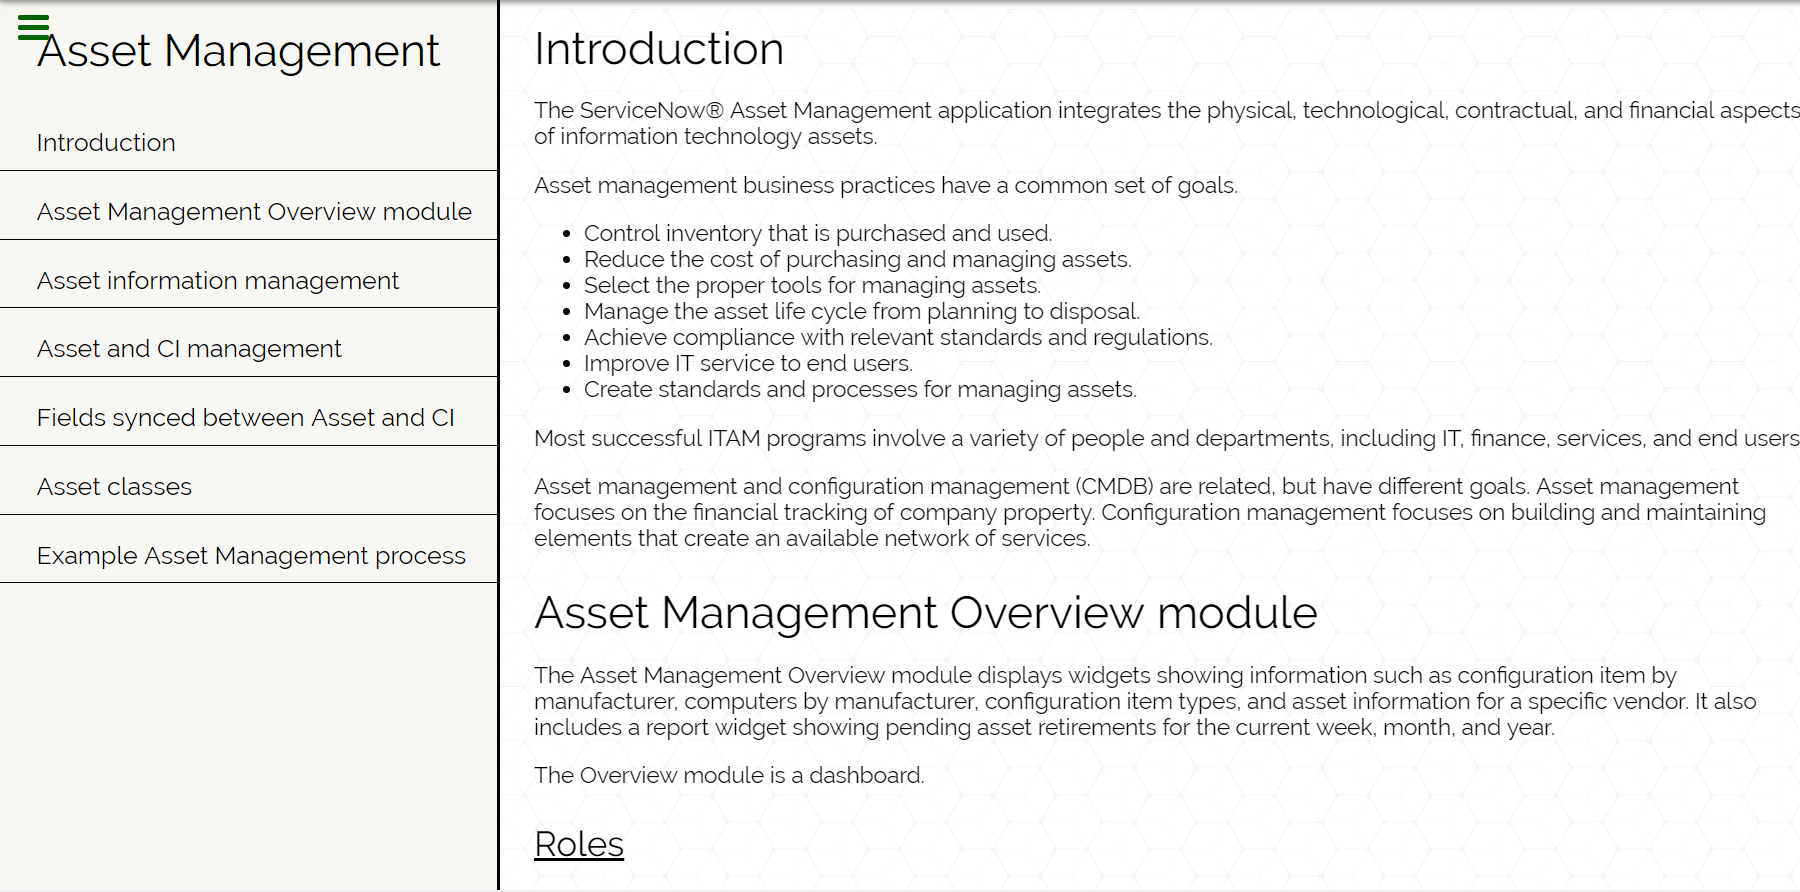 Asset Management
Introduction
Asset Management Overview module
Asset information management
Asset and CI management
Fields synced between Asset and CI
Asset classes
Example Asset Management process
Introduction
The ServiceNow® Asset Management application integrates the physical, technological, contractual, and financial aspects
of information technology assets.
Asset management business practices have a common set of goals.
• Control inventory that is purchased and used.
• Reduce the cost of purchasing and managing assets.
• Select the proper tools for managing assets.
• Manage the asset life cycle from planning to disposal.
• Achieve compliance with relevant standards and regulations.
• Improve IT service to end users.
• Create standards and processes for managing assets.
Most successful ITAM programs involve a variety of people and departments, including IT, finance, services, and end users
Asset management and configuration management (CMDB) are related, but have different goals. Asset management
focuses on the financial tracking of company property. Configuration management focuses on building and maintaining
elements that create an available network of services.
Asset Management Overview module
The Asset Management Overview module displays widgets showing information such as configuration item by
manufacturer, computers by manufacturer, configuration item types, and asset information for a specific vendor. It also
includes a report widget showing pending asset retirements for the current week, month, and year.
The Overview module is a dashboard.
Roles